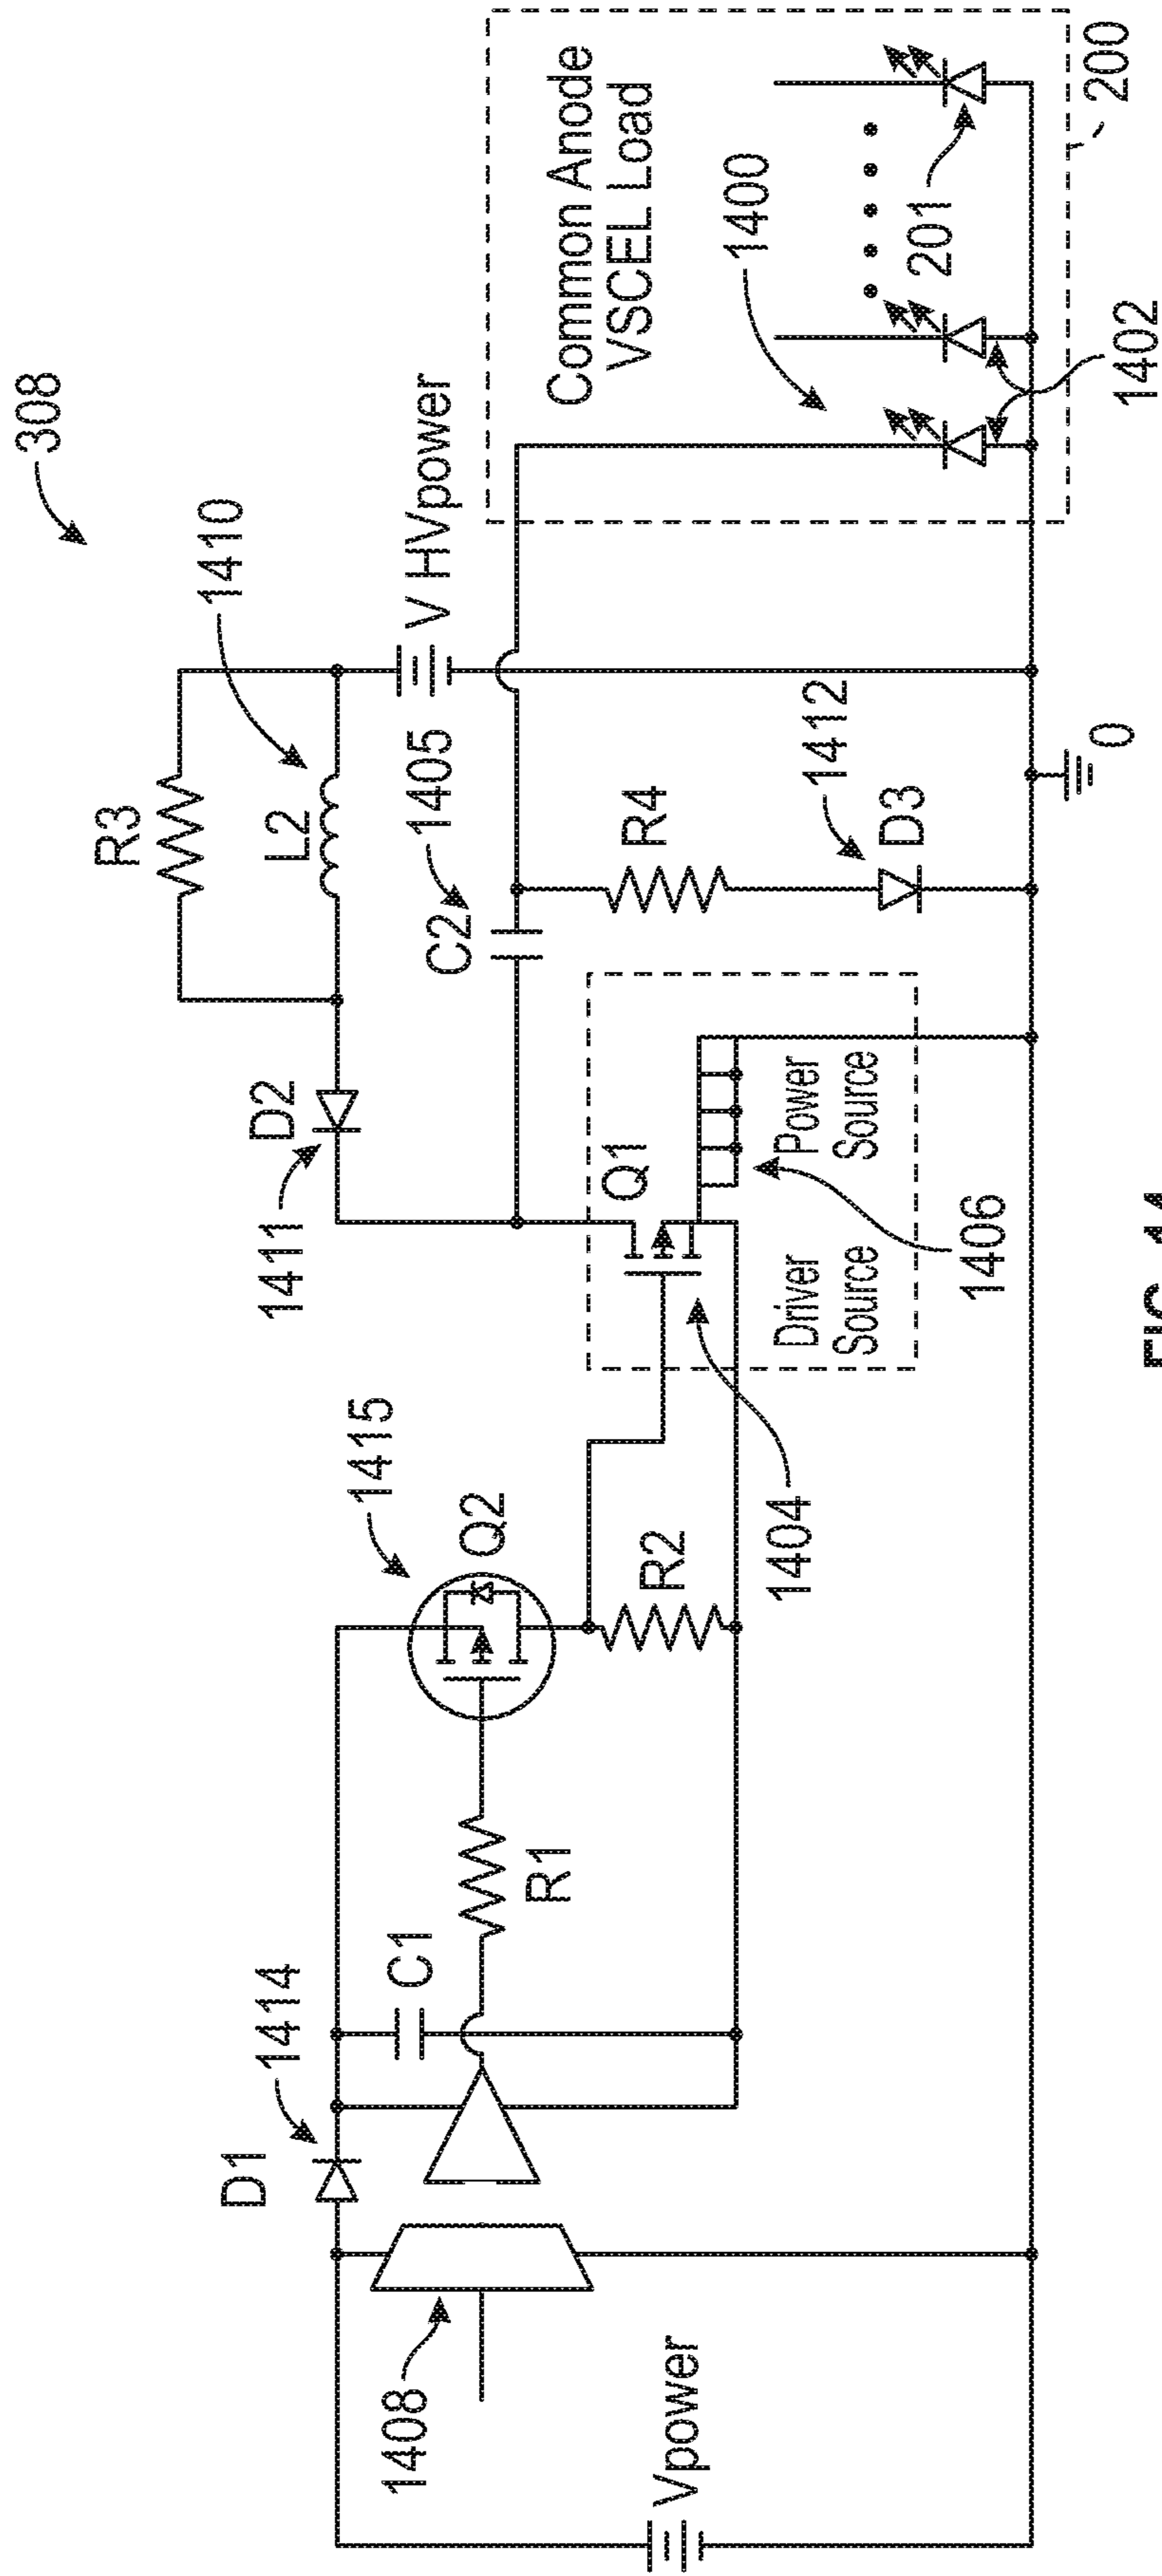 308
R3
1410
L2
D2
1411
V HVpower
C2
1405
R4
1412
D3
0
Common Anode
VSCEL Load
1400
201
1402
200
Q1
Driver
Source
Power
Source
1406
1404
1415
Q2
R2
R1
C1
1414
D1
1408
Vpower